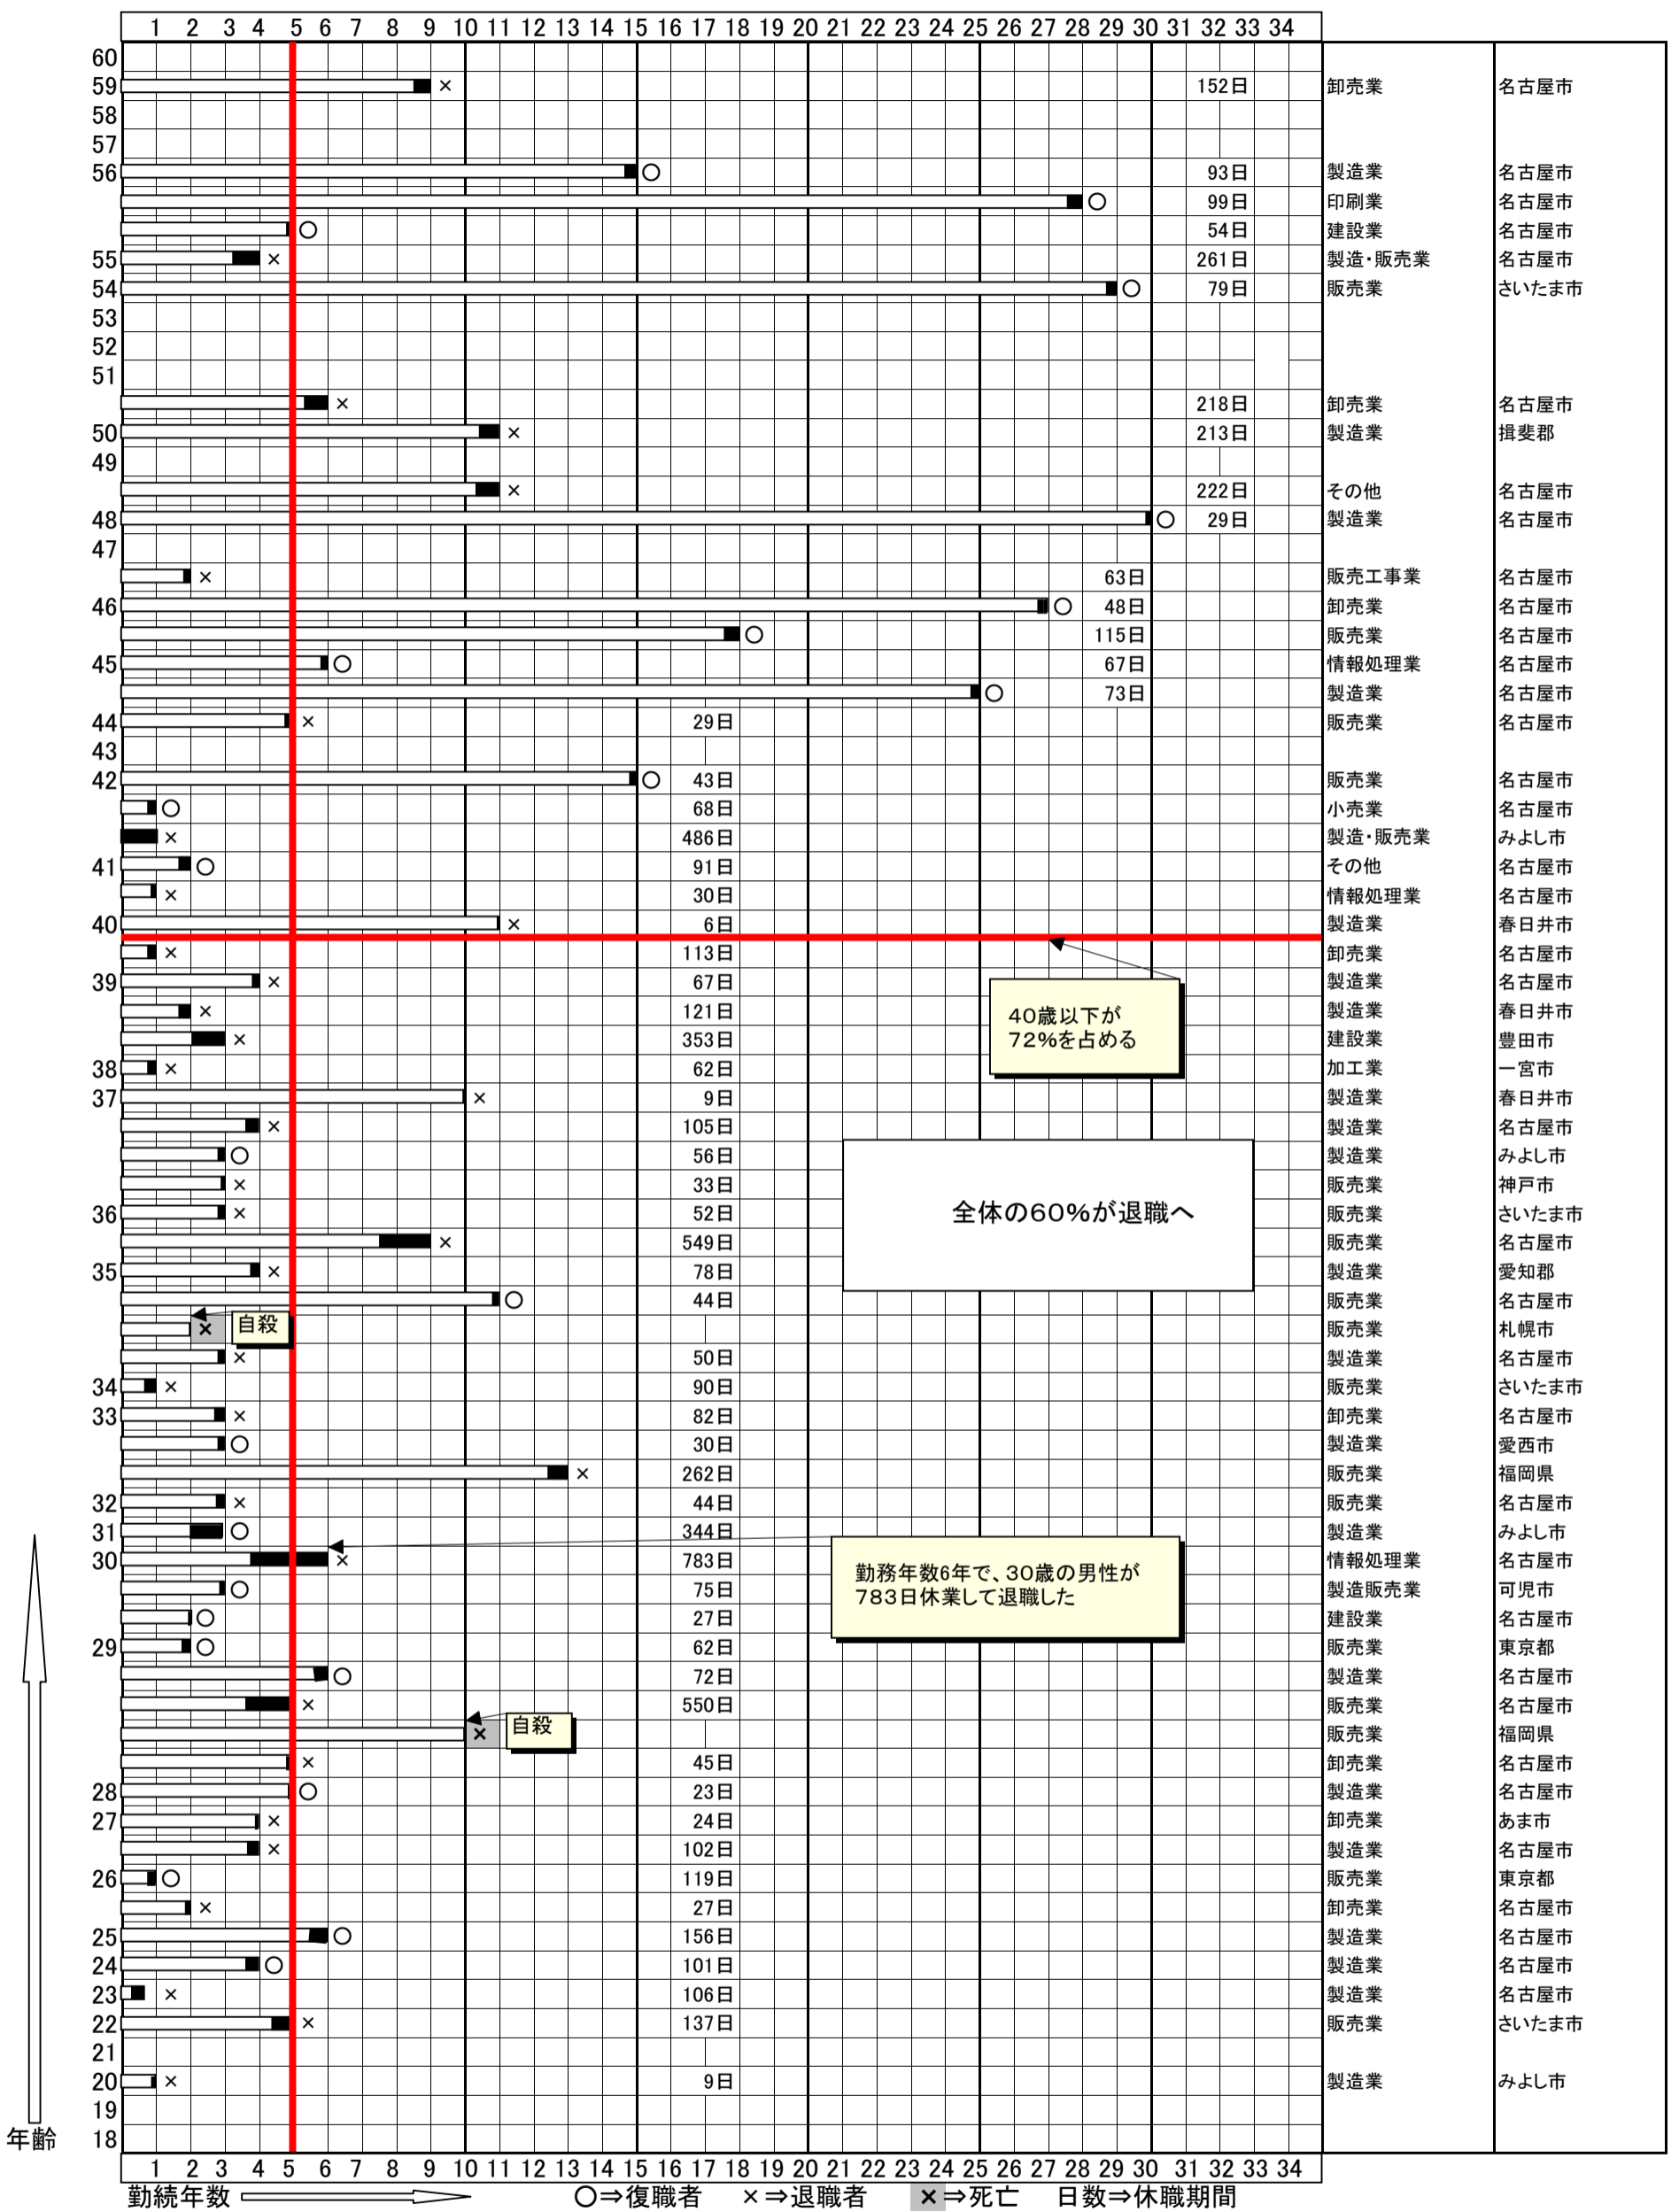 1 2 3 4 5 6 7 8 9 10 11 12 13 14 15 16 17 18 19 20 21 22 23 24 25 26 27 28 29 30 31 32 33 34
60
59 × 152日 卸売業 名古屋市
58
57
56 ○ 93日 製造業 名古屋市
○ 99日 印刷業 名古屋市
○ 54日 建設業 名古屋市
55 × 261日 製造・販売業 名古屋市
54 ○ 79日 販売業 さいたま市
53
52
51
× 218日 卸売業 名古屋市
50 × 213日 製造業 揖斐郡
49
× 222日 その他 名古屋市
48 ○ 29日 製造業 名古屋市
47
× 63日 販売工事業 名古屋市
46 ○ 48日 卸売業 名古屋市
○ 115日 販売業 名古屋市
45 ○ 67日 情報処理業 名古屋市
○ 73日 製造業 名古屋市
44 × 29日 販売業 名古屋市
43
42 ○ 43日 販売業 名古屋市
○ 68日 小売業 名古屋市
× 486日 製造・販売業 みよし市
41 ○ 91日 その他 名古屋市
× 30日 情報処理業 名古屋市
40 × 6日 製造業 春日井市
× 113日 卸売業 名古屋市
39 × 67日 製造業 名古屋市
× 121日 製造業 春日井市
40歳以下が
72%を占める
× 353日 建設業 豊田市
38 × 62日 加工業 一宮市
37 × 9日 製造業 春日井市
× 105日 製造業 名古屋市
○ 56日 製造業 みよし市
× 33日 販売業 神戸市
36 × 52日 全体の60%が退職へ 販売業 さいたま市
× 549日 販売業 名古屋市
35 × 78日 製造業 愛知郡
○ 44日 販売業 名古屋市
× 自殺 販売業 札幌市
× 50日 製造業 名古屋市
34 × 90日 販売業 さいたま市
33 × 82日 卸売業 名古屋市
○ 30日 製造業 愛西市
× 262日 販売業 福岡県
32 × 44日 販売業 名古屋市
31 ○ 344日 製造業 みよし市
30 × 783日 情報処理業 名古屋市
勤務年数6年で、30歳の男性が
783日休業して退職した
○ 75日 製造販売業 可児市
○ 27日 建設業 名古屋市
29 ○ 62日 販売業 東京都
○ 72日 製造業 名古屋市
× 550日 販売業 名古屋市
× 自殺 販売業 福岡県
× 45日 卸売業 名古屋市
28 ○ 23日 製造業 名古屋市
27 × 24日 卸売業 あま市
× 102日 製造業 名古屋市
26 ○ 119日 販売業 東京都
× 27日 卸売業 名古屋市
25 ○ 156日 製造業 名古屋市
24 ○ 101日 製造業 名古屋市
23 × 106日 製造業 名古屋市
22 × 137日 販売業 さいたま市
21
20 × 9日 製造業 みよし市
19
年齢 18
1 2 3 4 5 6 7 8 9 10 11 12 13 14 15 16 17 18 19 20 21 22 23 24 25 26 27 28 29 30 31 32 33 34
勤続年数 ○⇒復職者 ×⇒退職者 ×⇒死亡 日数⇒休職期間